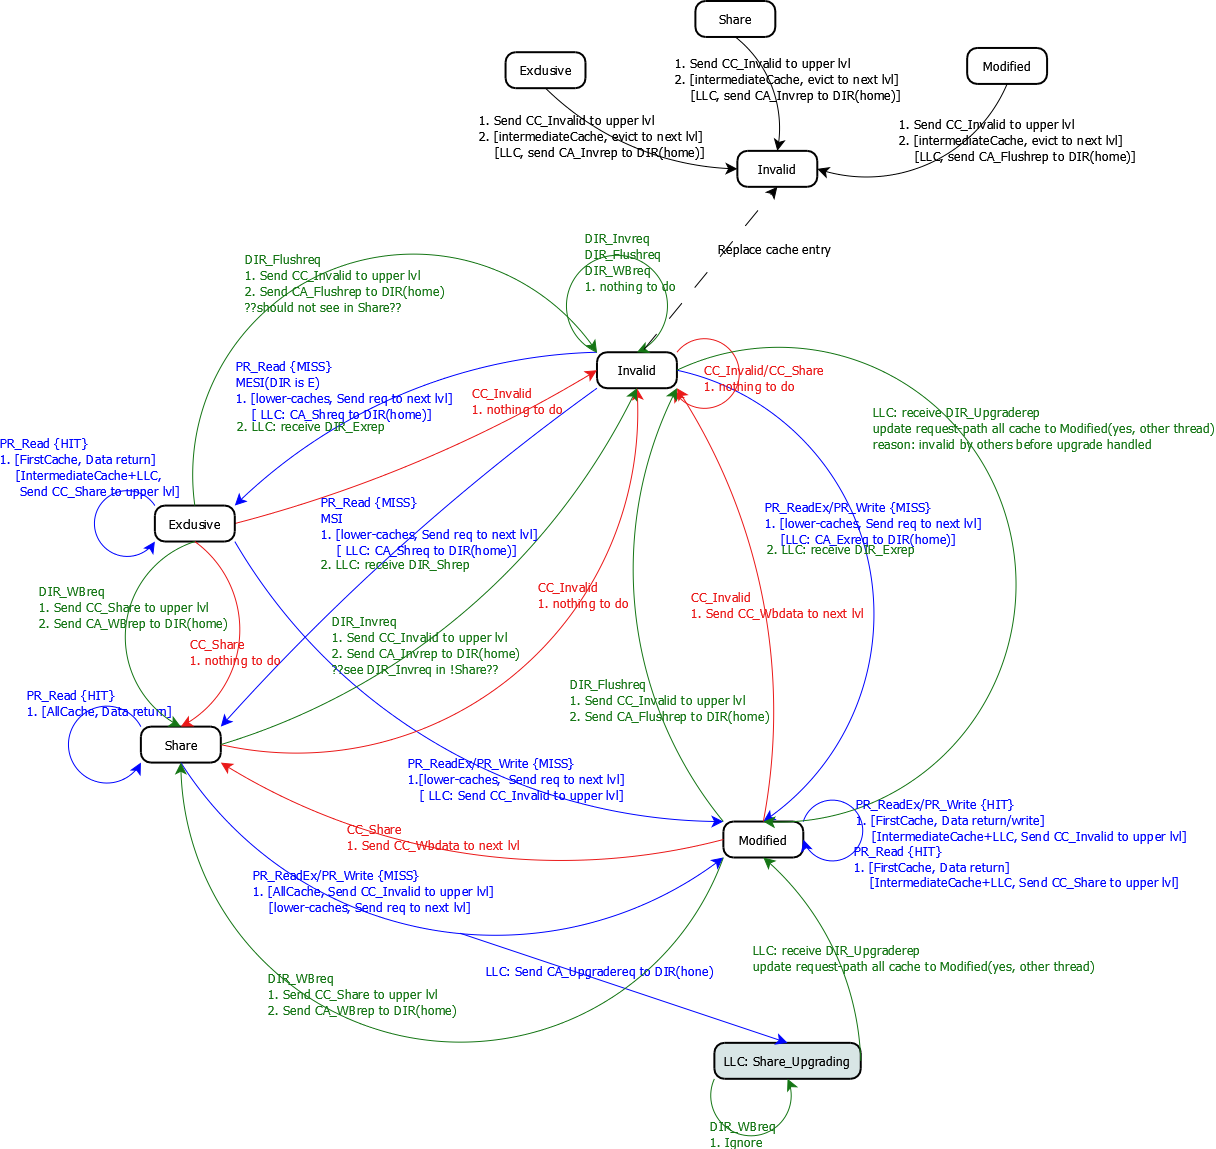 Share
1. Send CC_Invalid to upper lvl
2. [intermediateCache, evict to next lvl]
[LLC, send CA_Invrep to DIR(home)]
Exclusive
1. Send CC_Invalid to upper lvl
2. [intermediateCache, evict to next lvl]
[LLC, send CA_Invrep to DIR(home)]
Modified
1. Send CC_Invalid to upper lvl
2. [intermediateCache, evict to next lvl]
[LLC, send CA_Flushrep to DIR(home)]
Invalid
Replace cache entry
DIR_Invreq
DIR_Flushreq
DIR_WBreq
1. nothing to do
DIR_Flushreq
1. Send CC_Invalid to upper lvl
2. Send CA_Flushrep to DIR(home)
??should not see in Share??
Invalid
PR_Read {MISS}
MESI(DIR is E)
1. [lower-caches, Send req to next lvl]
[ LLC: CA_Shreq to DIR(home)]
2. LLC: receive DIR_Exrep
CC_Invalid
1. nothing to do
CC_Invalid/CC_Share
1. nothing to do
LLC: receive DIR_Upgraderep
update request-path all cache to Modified(yes, other thread)
reason: invalid by others before upgrade handled
PR_Read {HIT}
1. [FirstCache, Data return]
[IntermediateCache+LLC,
Send CC_Share to upper lvl]
Exclusive
PR_Read {MISS}
MSI
1. [lower-caches, Send req to next lvl]
[ LLC: CA_Shreq to DIR(home)]
2. LLC: receive DIR_Shrep
PR_ReadEx/PR_Write {MISS}
1. [lower-caches, Send req to next lvl]
[LLC: CA_Exreq to DIR(home)]
2. LLC: receive DIR_Exrep
DIR_WBreq
1. Send CC_Share to upper lvl
2. Send CA_WBrep to DIR(home)
CC_Share
1. nothing to do
CC_Invalid
1. nothing to do
CC_Invalid
1. Send CC_Wbdata to next lvl
DIR_Invreq
1. Send CC_Invalid to upper lvl
2. Send CA_Invrep to DIR(home)
??see DIR_Invreq in !Share??
DIR_Flushreq
1. Send CC_Invalid to upper lvl
2. Send CA_Flushrep to DIR(home)
PR_Read {HIT}
1. [AllCache, Data return]
Share
PR_ReadEx/PR_Write {MISS}
1.[lower-caches, Send req to next lvl]
[ LLC: Send CC_Invalid to upper lvl]
CC_Share
1. Send CC_Wbdata to next lvl
Modified
PR_ReadEx/PR_Write {HIT}
1. [FirstCache, Data return/write]
[IntermediateCache+LLC, Send CC_Invalid to upper lvl]
PR_Read {HIT}
1. [FirstCache, Data return]
[IntermediateCache+LLC, Send CC_Share to upper lvl]
PR_ReadEx/PR_Write {MISS}
1. [AllCache, Send CC_Invalid to upper lvl]
[lower-caches, Send req to next lvl]
LLC: Send CA_Upgradereq to DIR(hone)
LLC: receive DIR_Upgraderep
update request-path all cache to Modified(yes, other thread)
DIR_WBreq
1. Send CC_Share to upper lvl
2. Send CA_WBrep to DIR(home)
LLC: Share_Upgrading
DIR_WBreq
1. Ignore